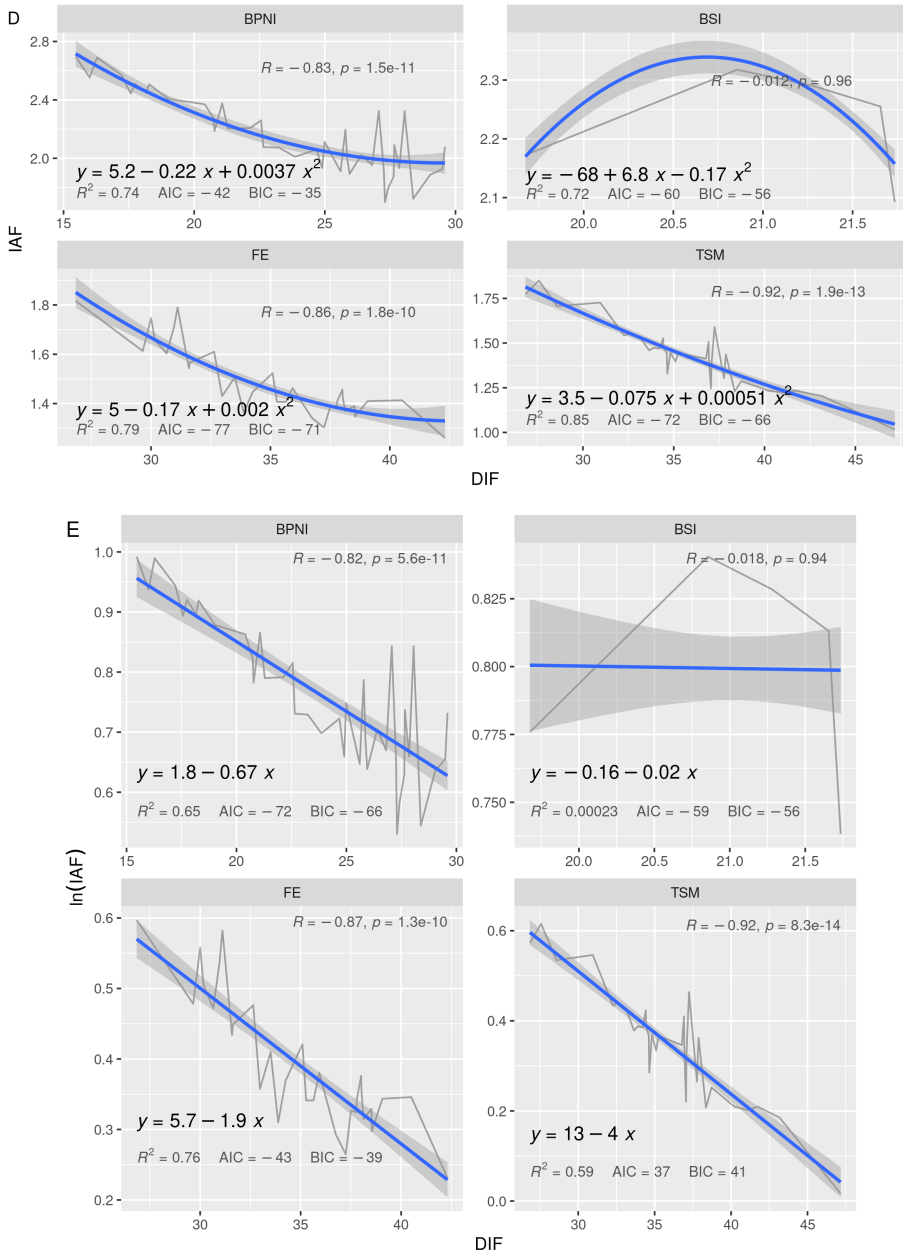 D
BPNI
BSI
2.8
2.4
2.0
R = −0.83, p = 1.5e-11
y = 5.2 − 0.22 x + 0.0037 x²
R² = 0.74 AIC = −42 BIC = −35
15 20 25 30
2.3
2.2
2.1
R = −0.012, p = 0.96
y = −68 + 6.8 x − 0.17 x²
R² = 0.72 AIC = −60 BIC = −56
20.0 20.5 21.0 21.5
IAF
FE
TSM
1.8
1.6
1.4
R = −0.86, p = 1.8e-10
y = 5 − 0.17 x + 0.002 x²
R² = 0.79 AIC = −77 BIC = −71
30 35 40
1.75
1.50
1.25
1.00
R = −0.92, p = 1.9e-13
y = 3.5 − 0.075 x + 0.00051 x²
R² = 0.85 AIC = −72 BIC = −66
30 35 40 45
DIF
E
BPNI
BSI
1.0
0.9
0.8
0.7
0.6
R = −0.82, p = 5.6e-11
y = 1.8 − 0.67 x
R² = 0.65 AIC = −72 BIC = −66
15 20 25 30
0.825
0.800
0.775
0.750
R = −0.018, p = 0.94
y = −0.16 − 0.02 x
R² = 0.00023 AIC = −59 BIC = −56
20.0 20.5 21.0 21.5
ln(IAF)
FE
TSM
0.6
0.5
0.4
0.3
0.2
R = −0.87, p = 1.3e-10
y = 5.7 − 1.9 x
R² = 0.76 AIC = −43 BIC = −39
30 35 40
0.6
0.4
0.2
0.0
R = −0.92, p = 8.3e-14
y = 13 − 4 x
R² = 0.59 AIC = 37 BIC = 41
30 35 40 45
DIF